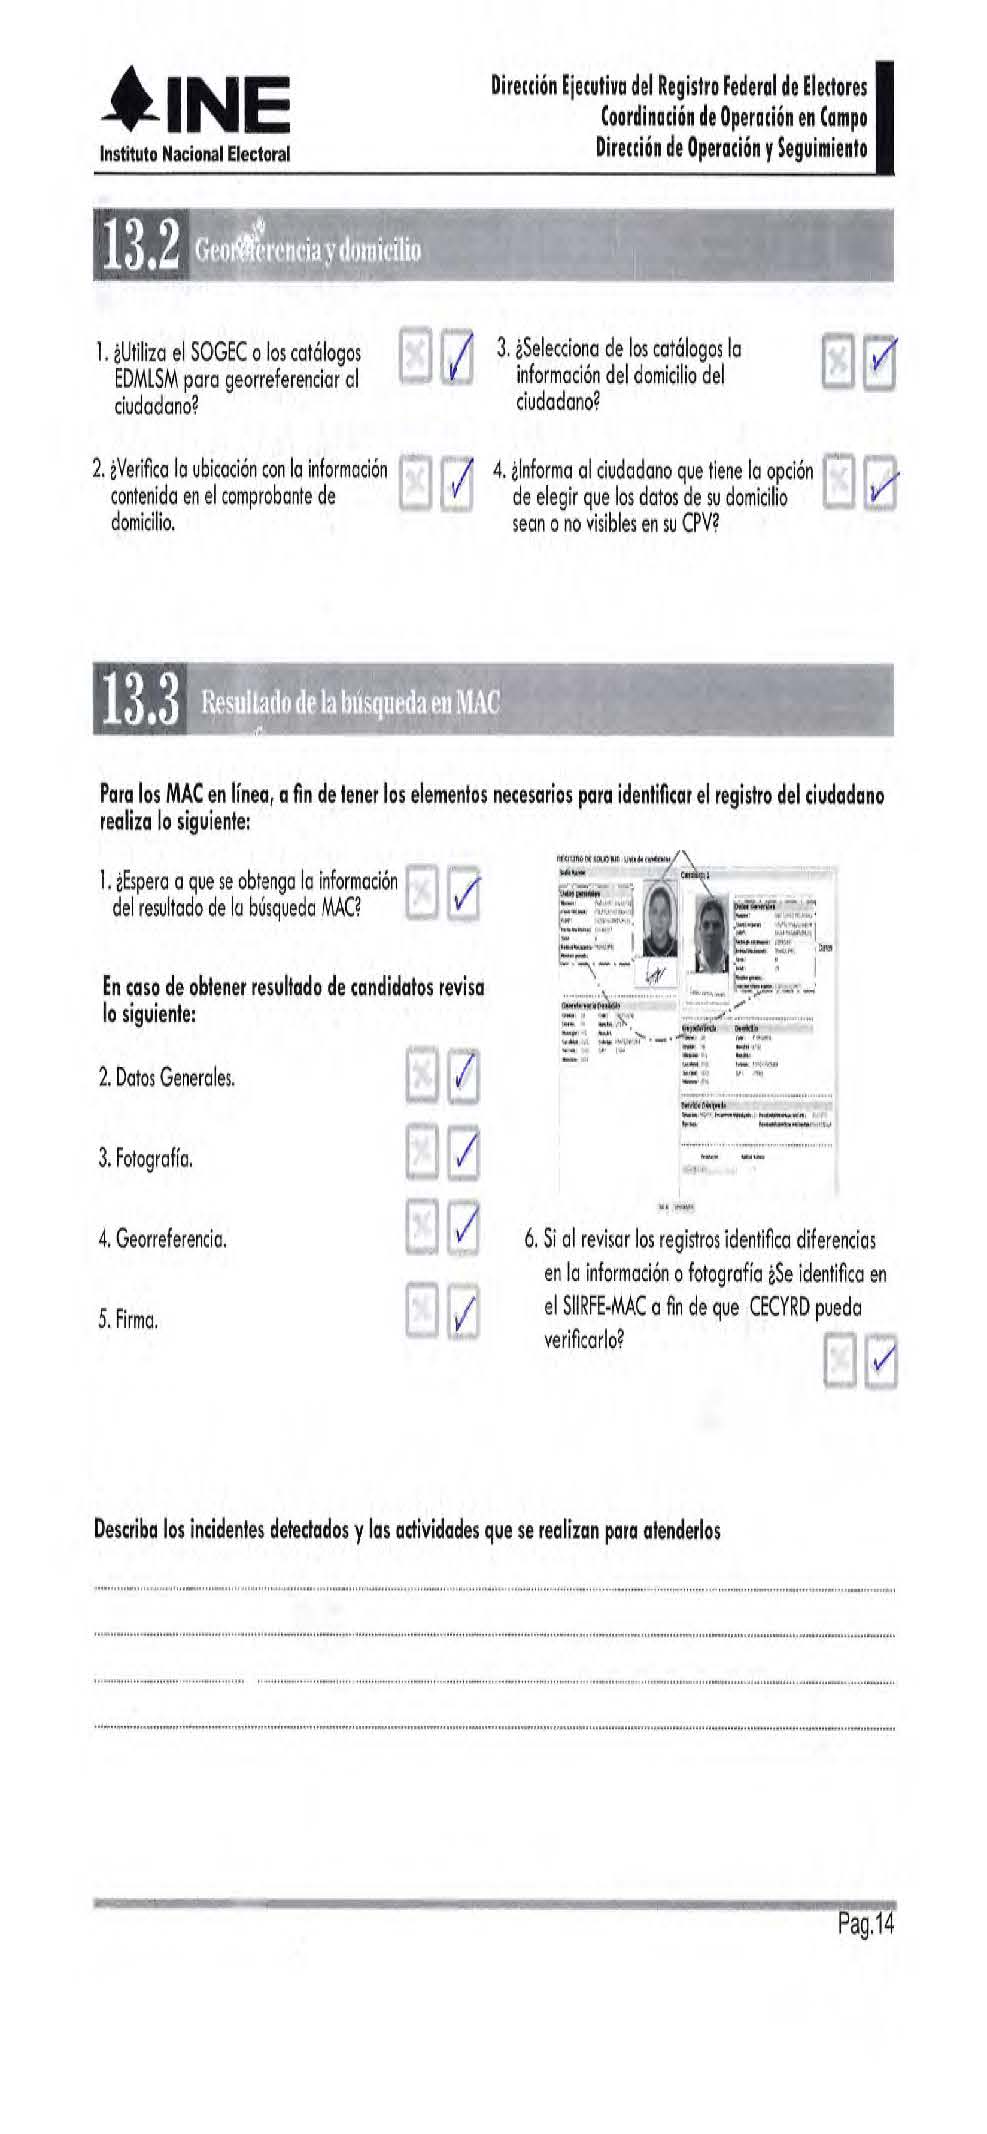 INE
Instituto Nacional Electoral
Dirección Ejecutiva del Registro Federal de Electores
Coordinación de Operación en Campo
Dirección de Operación y Seguimiento
13.2 Georreferencia y domicilio
1. ¿Utiliza el SOGEC o los catálogos
EDMLSM para georreferenciar al
ciudadano?
2. ¿Verifica la ubicación con la información
contenida en el comprobante de
domicilio.
3. ¿Selecciona de los catálogos la
información del domicilio del
ciudadano?
4. ¿Informa al ciudadano que tiene la opción
de elegir que los datos de su domicilio
sean o no visibles en su CPV?
13.3 Resultado de la búsqueda en MAC
Para los MAC en línea, a fin de tener los elementos necesarios para identificar el registro del ciudadano
realiza lo siguiente:
1. ¿Espera a que se obtenga la información
del resultado de la búsqueda MAC?
En caso de obtener resultado de candidatos revisa
lo siguiente:
2. Datos Generales.
3. Fotografía.
4. Georreferencia.
5. Firma.
Datos Generales
6. Si al revisar los registros identifica diferencias
en la información o fotografía ¿Se identifica en
el SIIRFE-MAC a fin de que CECYRD pueda
verificarlo?
Describa los incidentes detectados y las actividades que se realizan para atenderlos
Pag.14